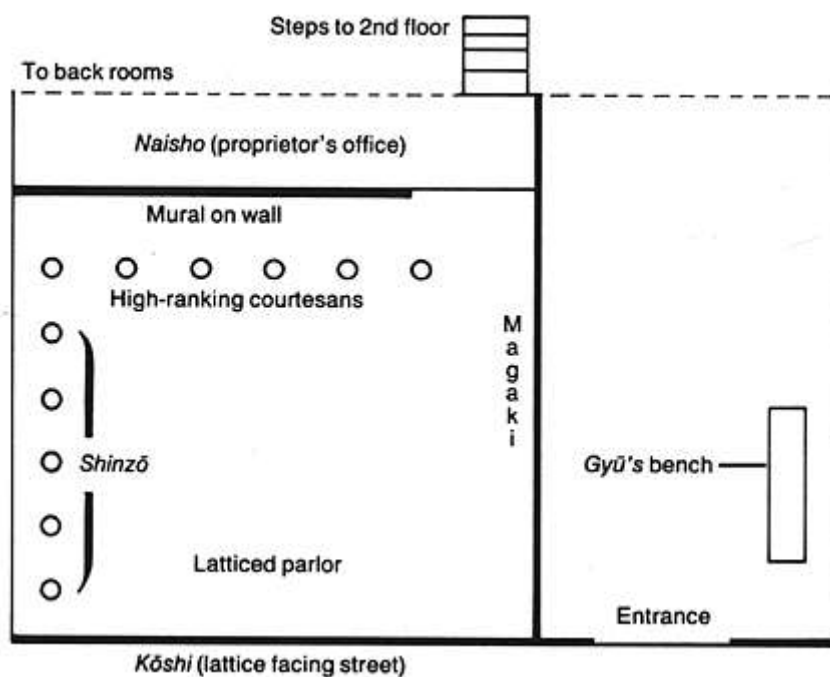 Steps to 2nd floor
To back rooms
Naisho (proprietor's office)
Mural on wall
High-ranking courtesans
Magaki
Shinzō
Gyū's bench
Latticed parlor
Entrance
Kōshi (lattice facing street)